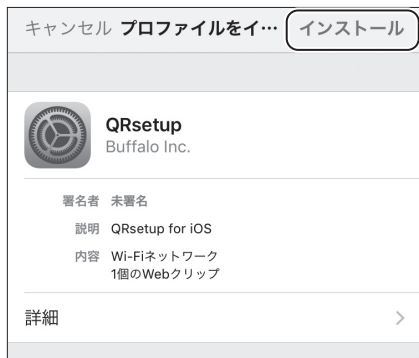 キャンセル プロファイルをイ… インストール
QRsetup
Buffalo Inc.
署名者 未署名
説明 QRsetup for iOS
内容 Wi-Fiネットワーク
1個のWebクリップ
詳細